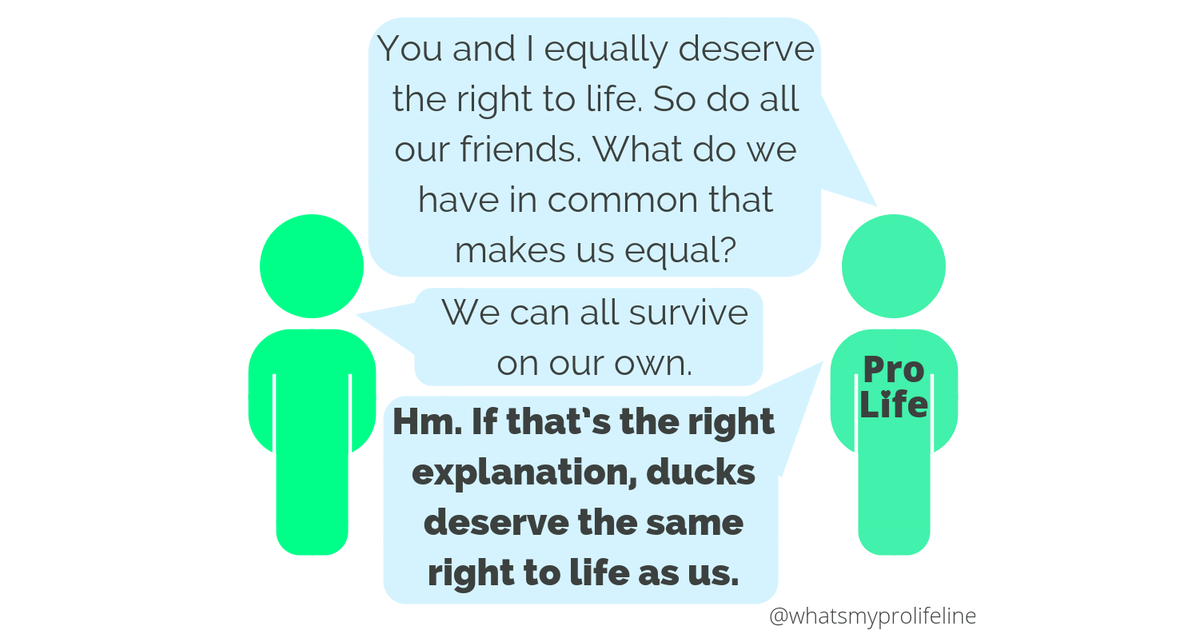 You and I equally deserve
the right to life. So do all
our friends. What do we
have in common that
makes us equal?
We can all survive
on our own.
Pro
Life
Hm. If that's the right
explanation, ducks
deserve the same
right to life as us.
@whatsmyprolifeline